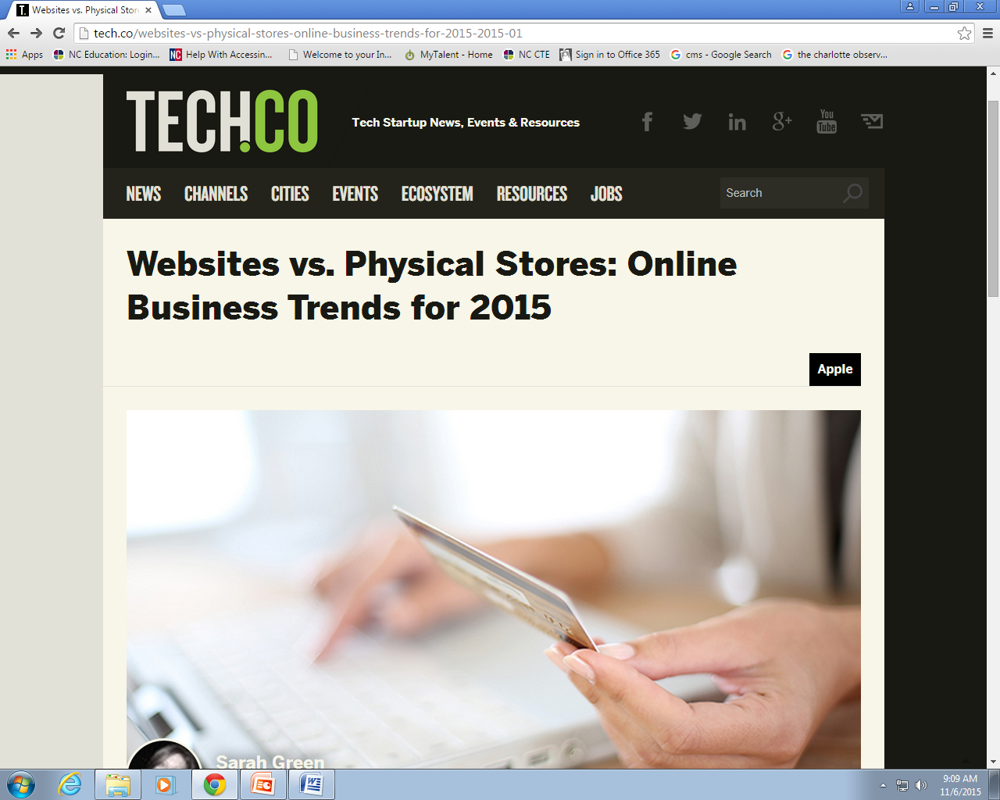 Websites vs. Physical Stor
tech.co/websites-vs-physical-stores-online-business-trends-for-2015-2015-01
Apps NC Education: Login... NC Help With Accessin... Welcome to your In... MyTalent - Home NC CTE Sign in to Office 365 cms - Google Search the charlotte observ...
TECH.CO
Tech Startup News, Events & Resources
You
Tube
NEWS CHANNELS CITIES EVENTS ECOSYSTEM RESOURCES JOBS Search
Websites vs. Physical Stores: Online
Business Trends for 2015
Apple
Sarah Green
9:09 AM
11/6/2015